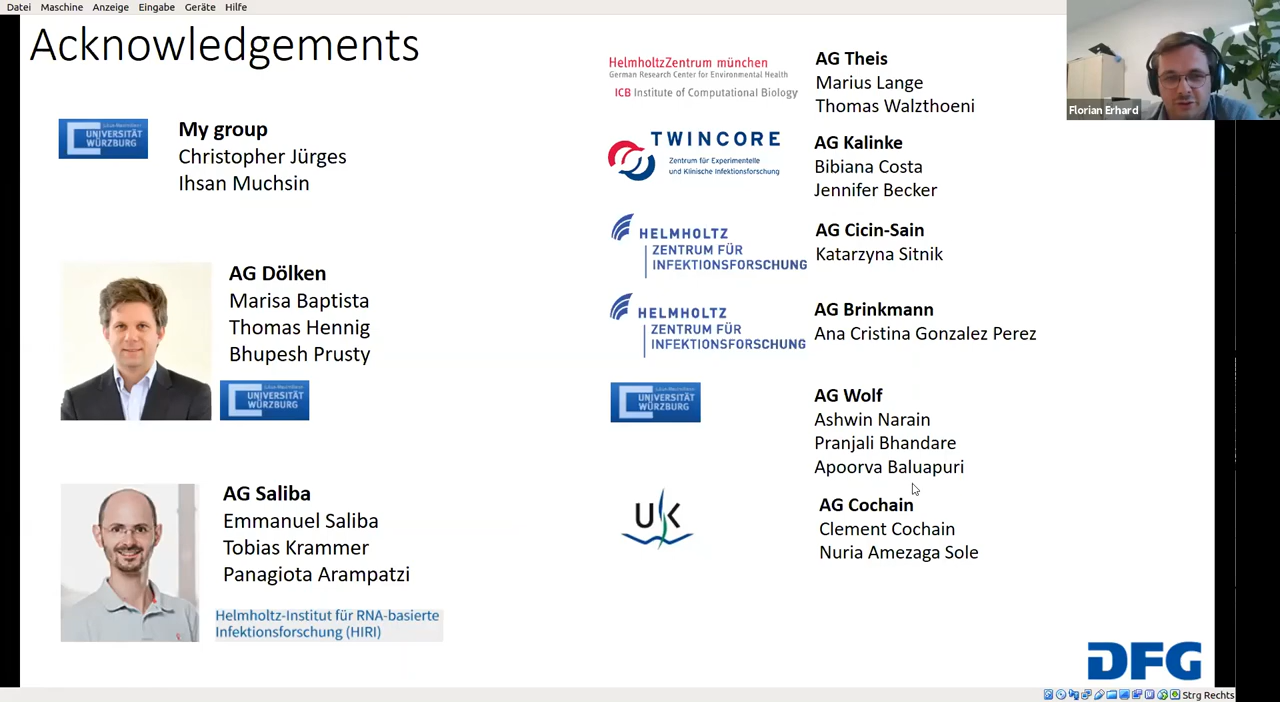 Datei Maschine Anzeige Eingabe Geräte Hilfe
Acknowledgements
UNIVERSITÄT
WÜRZBURG
My group
Christopher Jürges
Ihsan Muchsin
AG Dölken
Marisa Baptista
Thomas Hennig
Bhupesh Prusty
UNIVERSITÄT
WÜRZBURG
AG Saliba
Emmanuel Saliba
Tobias Krammer
Panagiota Arampatzi
Helmholtz-Institut für RNA-basierte
Infektionsforschung (HIRI)
HelmholtzZentrum münchen
German Research Center for Environmental Health
ICB Institute of Computational Biology
AG Theis
Marius Lange
Thomas Walzthoeni
TWINCORE
Zentrum für Experimentelle
und Klinische Infektionsforschung
AG Kalinke
Bibiana Costa
Jennifer Becker
HELMHOLTZ
ZENTRUM FÜR
INFEKTIONSFORSCHUNG
AG Cicin-Sain
Katarzyna Sitnik
HELMHOLTZ
ZENTRUM FÜR
INFEKTIONSFORSCHUNG
AG Brinkmann
Ana Cristina Gonzalez Perez
UNIVERSITÄT
WÜRZBURG
AG Wolf
Ashwin Narain
Pranjali Bhandare
Apoorva Baluapuri
UK
AG Cochain
Clement Cochain
Nuria Amezaga Sole
DFG
Florian Erhard
Strg Rechts